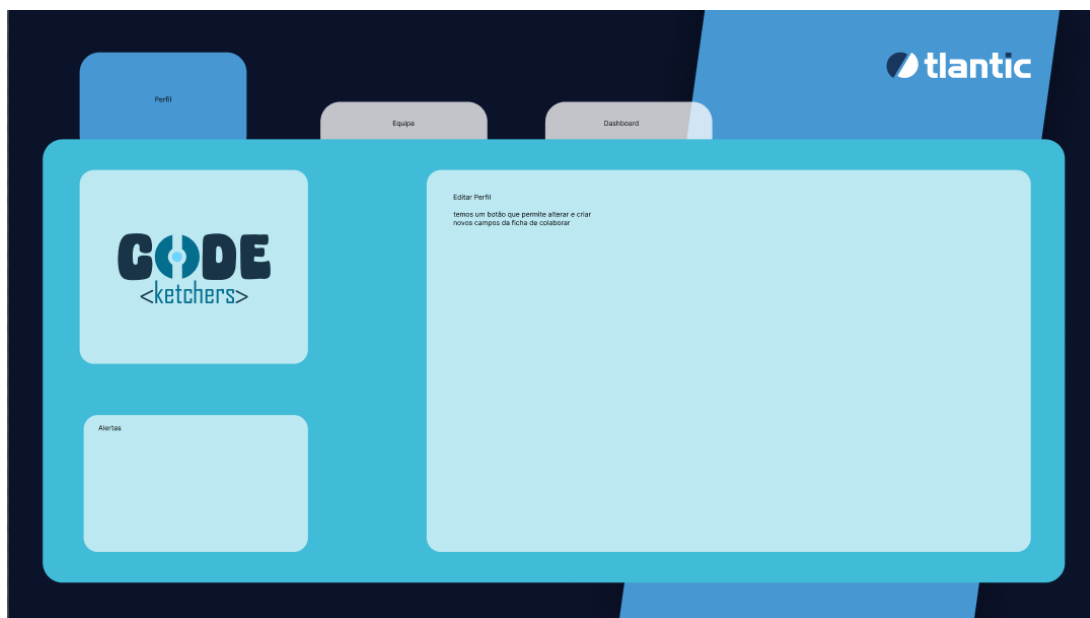 tlantic
Perfil
Equipa
Dashboard
CODE
<ketchers>
Editar Perfil
temos um botão que permite alterar e criar
novos campos da ficha de colaborar
Alertas